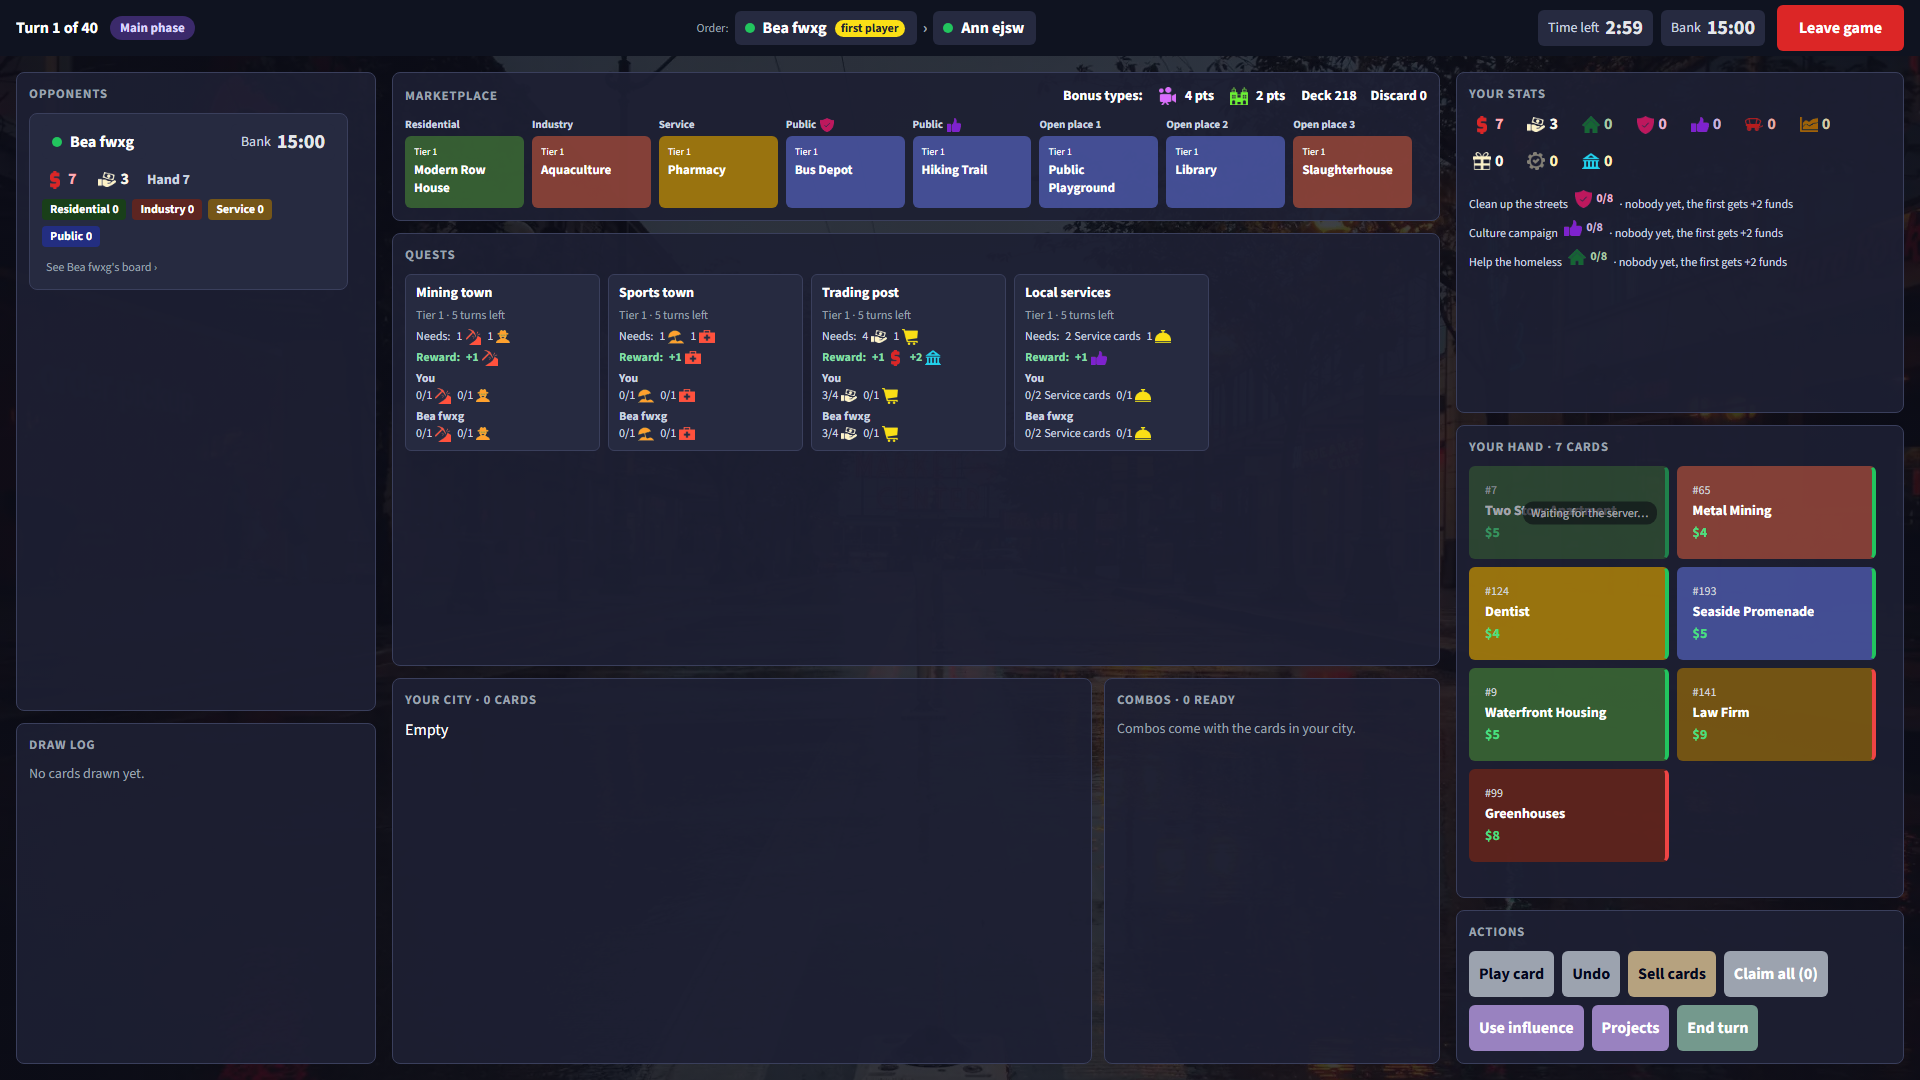 Turn 1 of 40
Main phase
Order:
Bea fwxg
first player
›
Ann ejsw
Time left 2:59
Bank 15:00
Leave game
OPPONENTS
Bea fwxg
Bank 15:00
7
3
Hand 7
Residential 0
Industry 0
Service 0
Public 0
See Bea fwxg's board ›
DRAW LOG
No cards drawn yet.
MARKETPLACE
Bonus types: 4 pts 2 pts Deck 218 Discard 0
Residential
Tier 1
Modern Row
House
Industry
Tier 1
Aquaculture
Service
Tier 1
Pharmacy
Public
Tier 1
Bus Depot
Public
Tier 1
Hiking Trail
Open place 1
Tier 1
Public
Playground
Open place 2
Tier 1
Library
Open place 3
Tier 1
Slaughterhouse
QUESTS
Mining town
Tier 1 · 5 turns left
Needs: 1 1
Reward: +1
You
0/1 0/1
Bea fwxg
0/1 0/1
Sports town
Tier 1 · 5 turns left
Needs: 1 1
Reward: +1
You
0/1 0/1
Bea fwxg
0/1 0/1
Trading post
Tier 1 · 5 turns left
Needs: 4 1
Reward: +1 +2
You
3/4 0/1
Bea fwxg
3/4 0/1
Local services
Tier 1 · 5 turns left
Needs: 2 Service cards 1
Reward: +1
You
0/2 Service cards 0/1
Bea fwxg
0/2 Service cards 0/1
YOUR CITY · 0 CARDS
Empty
COMBOS · 0 READY
Combos come with the cards in your city.
YOUR STATS
7 3 0 0 0 0 0
0 0 0
Clean up the streets 0/8 · nobody yet, the first gets +2 funds
Culture campaign 0/8 · nobody yet, the first gets +2 funds
Help the homeless 0/8 · nobody yet, the first gets +2 funds
YOUR HAND · 7 CARDS
#7
Two
Waiting for the server…
$5
#65
Metal Mining
$4
#124
Dentist
$4
#193
Seaside Promenade
$5
#9
Waterfront Housing
$5
#141
Law Firm
$9
#99
Greenhouses
$8
ACTIONS
Play card
Undo
Sell cards
Claim all (0)
Use influence
Projects
End turn